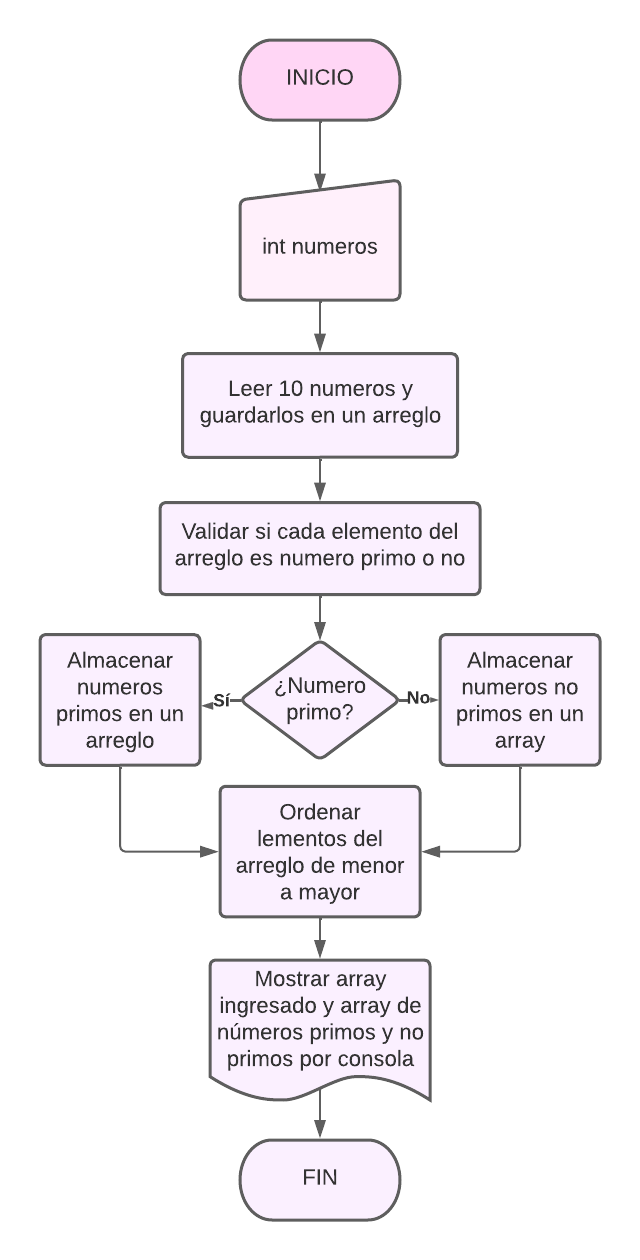 INICIO
int numeros
Leer 10 numeros y
guardarlos en un arreglo
Validar si cada elemento del
arreglo es numero primo o no
¿Numero
primo?
Sí
No
Almacenar
numeros
primos en un
arreglo
Almacenar
numeros no
primos en un
array
Ordenar
lementos del
arreglo de menor
a mayor
Mostrar array
ingresado y array de
números primos y no
primos por consola
FIN